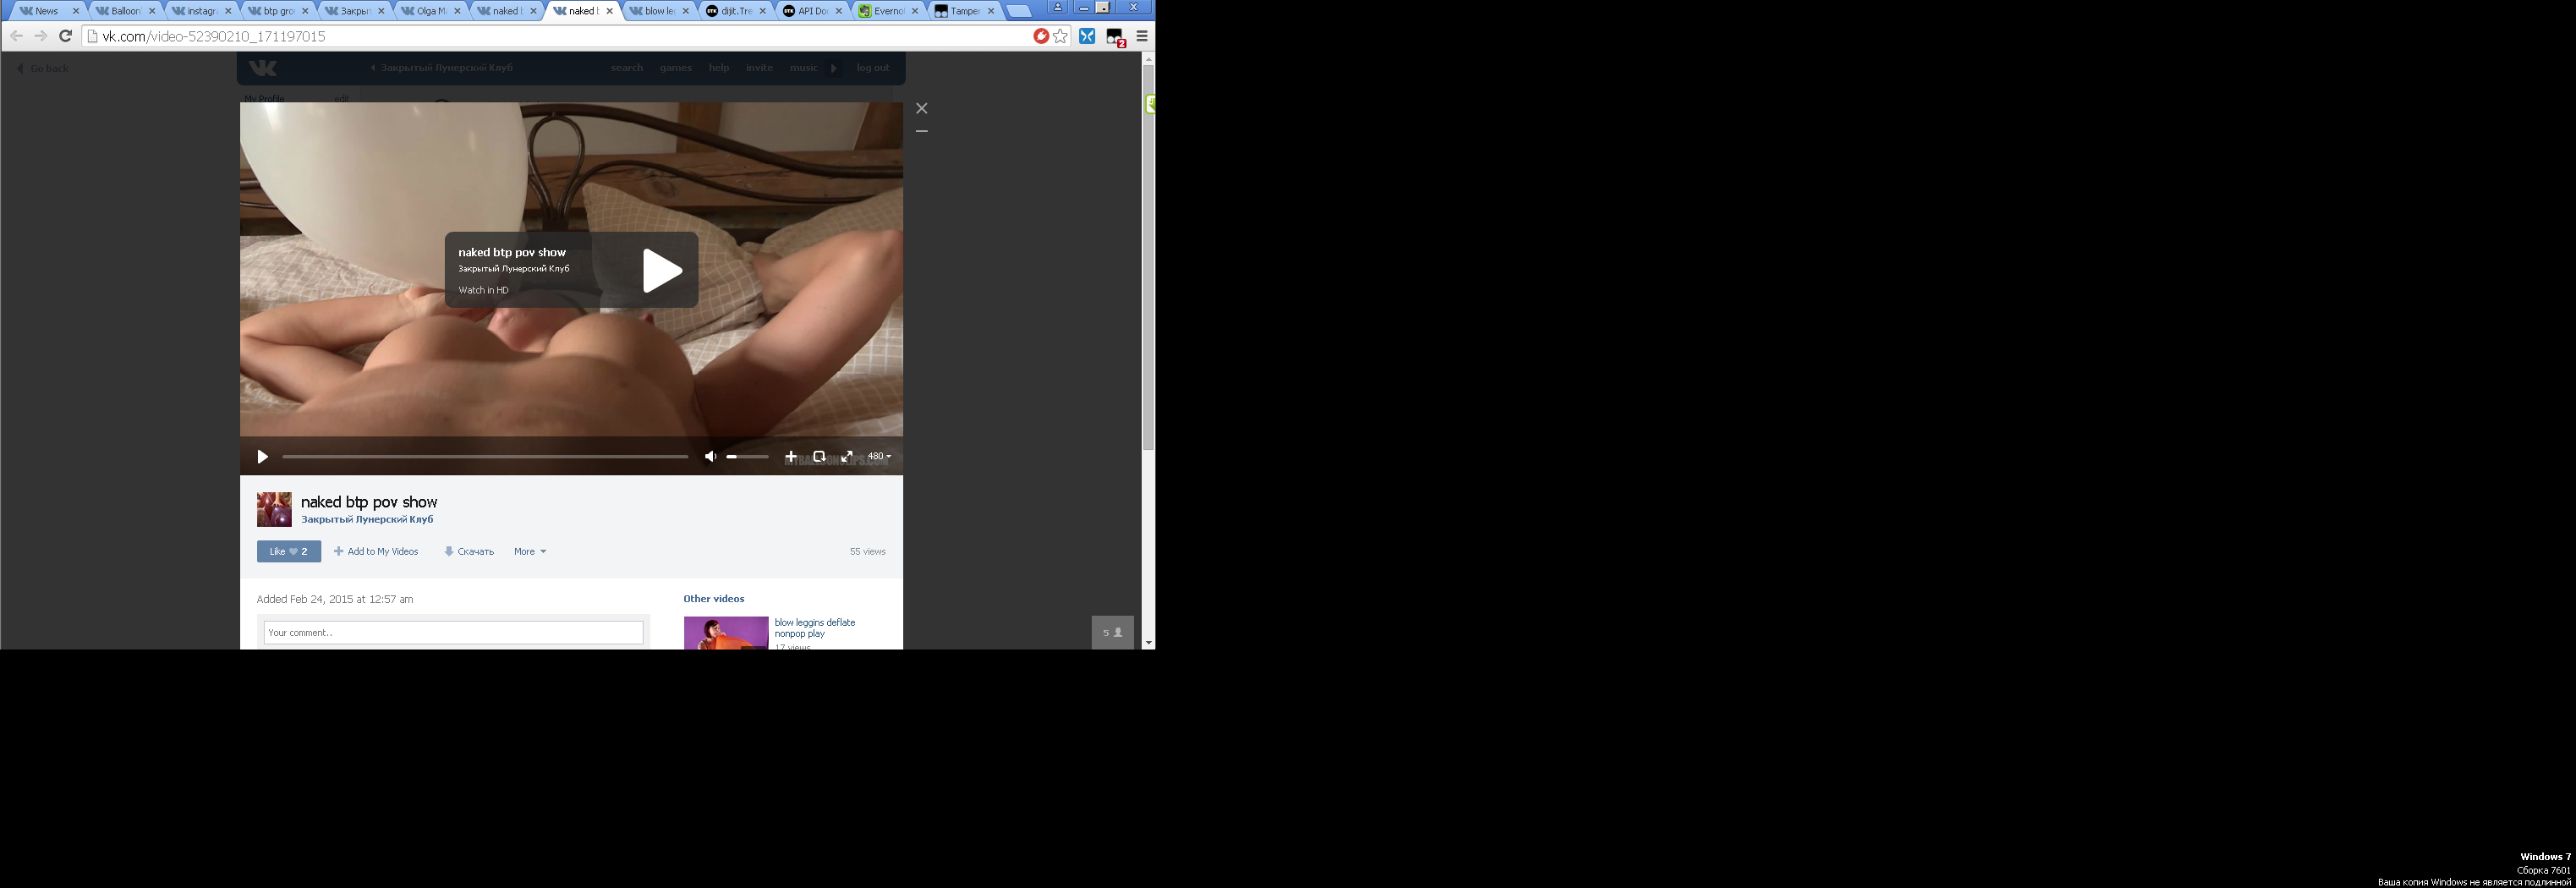 News
Balloon
instagr
btp gro
Закрыт
Olga M
naked b
naked b
blow le
dijit.Tre
API Doc
Everno
Tamper
vk.com/video-52390210_171197015
2
Go back
Закрытый Лунерский Клуб
search
games
help
invite
music
log out
My Profile
edit
naked btp pov show
Закрытый Лунерский Клуб
Watch in HD
480
naked btp pov show
Закрытый Лунерский Клуб
Like 2
Add to My Videos
Скачать
More
55 views
Added Feb 24, 2015 at 12:57 am
Other videos
Your comment..
blow leggins deflate
nonpop play
17 views
5
Windows 7
Сборка 7601
Ваша копия Windows не является подлинной